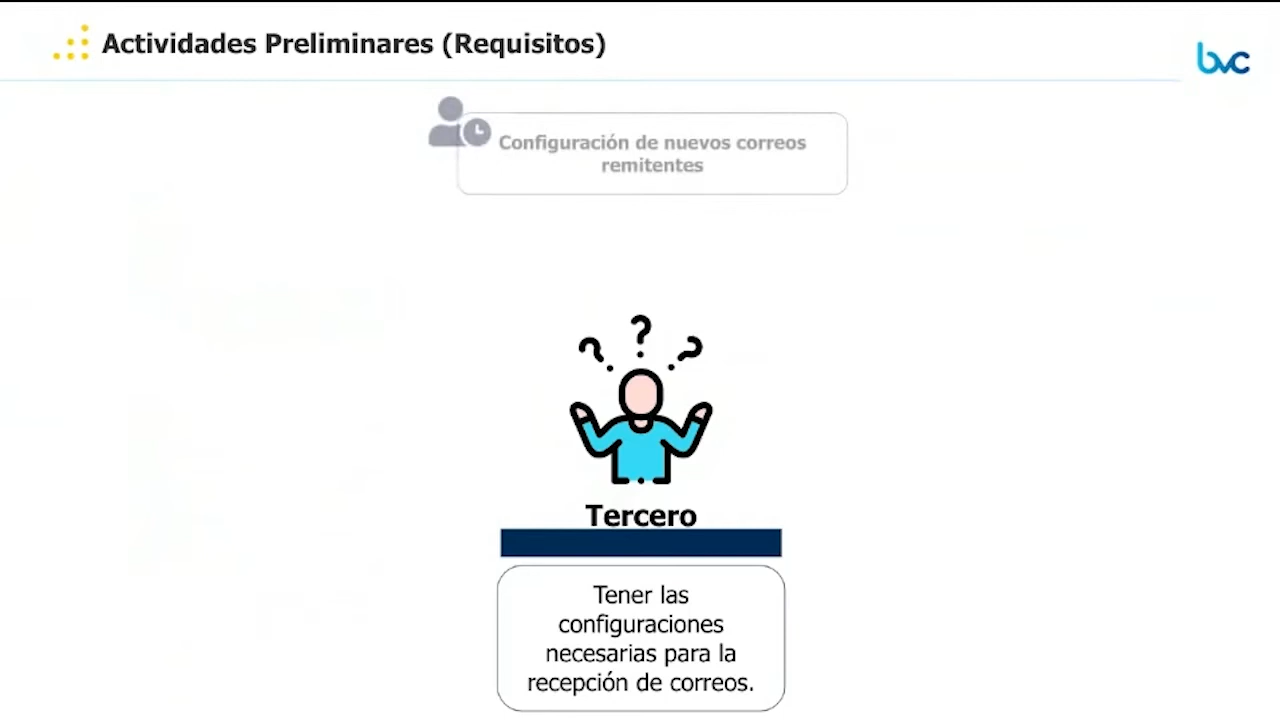 Actividades Preliminares (Requisitos)
bvc
Configuración de nuevos correos
remitentes
? ? ?
Tercero
Tener las
configuraciones
necesarias para la
recepción de correos.